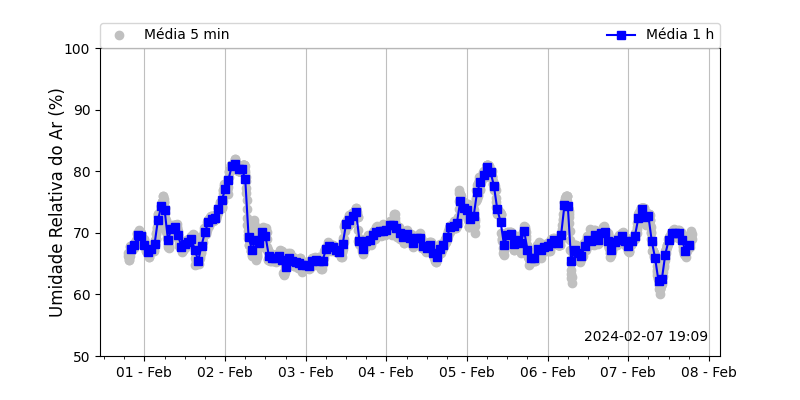 Média 5 min
Média 1 h
Umidade Relativa do Ar (%)
100
90
80
70
60
50
2024-02-07 19:09
01 - Feb
02 - Feb
03 - Feb
04 - Feb
05 - Feb
06 - Feb
07 - Feb
08 - Feb